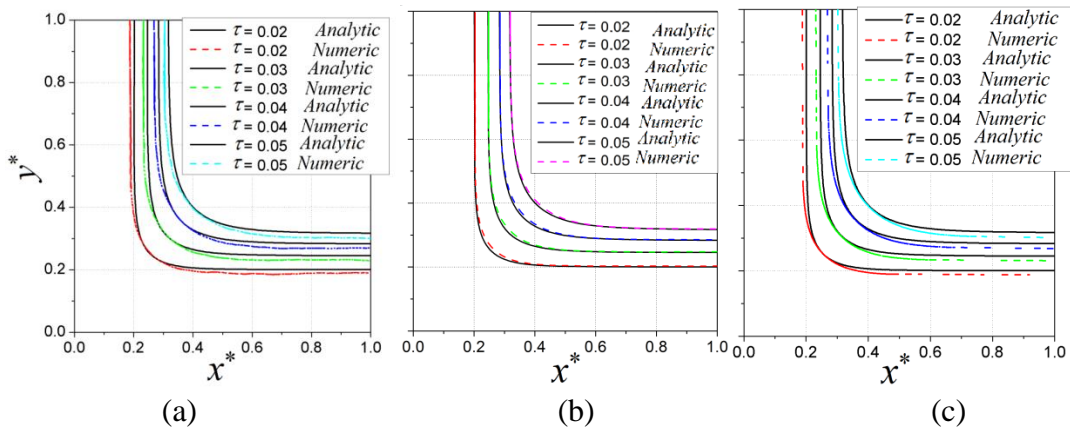 1.0
0.8
0.6
0.4
0.2
0.0
y*
0.0 0.2 0.4 0.6 0.8 1.0
x*
τ = 0.02 Analytic
τ = 0.02 Numeric
τ = 0.03 Analytic
τ = 0.03 Numeric
τ = 0.04 Analytic
τ = 0.04 Numeric
τ = 0.05 Analytic
τ = 0.05 Numeric
(a)
τ = 0.02 Analytic
τ = 0.02 Numeric
τ = 0.03 Analytic
τ = 0.03 Numeric
τ = 0.04 Analytic
τ = 0.04 Numeric
τ = 0.05 Analytic
τ = 0.05 Numeric
0.0 0.2 0.4 0.6 0.8 1.0
x*
(b)
τ = 0.02 Analytic
τ = 0.02 Numeric
τ = 0.03 Analytic
τ = 0.03 Numeric
τ = 0.04 Analytic
τ = 0.04 Numeric
τ = 0.05 Analytic
τ = 0.05 Numeric
0.0 0.2 0.4 0.6 0.8 1.0
x*
(c)